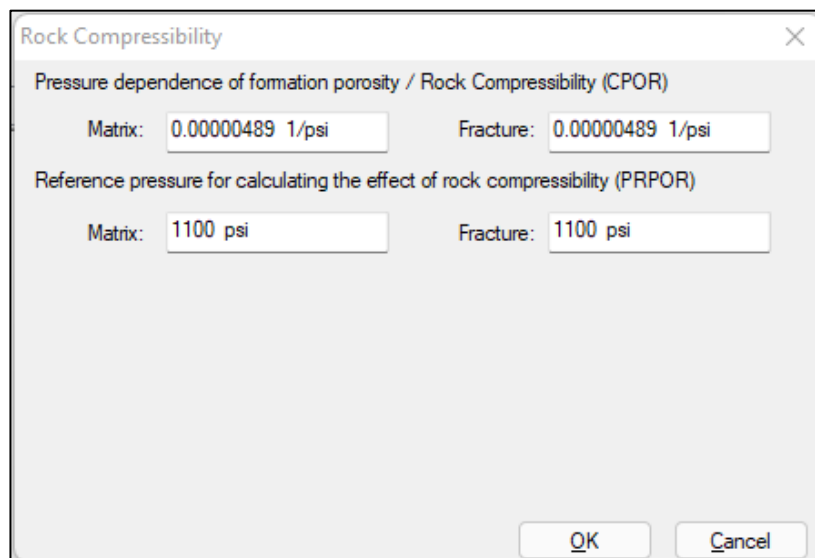 Rock Compressibility
Pressure dependence of formation porosity / Rock Compressibility (CPOR)
Matrix: 0.00000489 1/psi Fracture: 0.00000489 1/psi
Reference pressure for calculating the effect of rock compressibility (PRPOR)
Matrix: 1100 psi Fracture: 1100 psi
OK Cancel